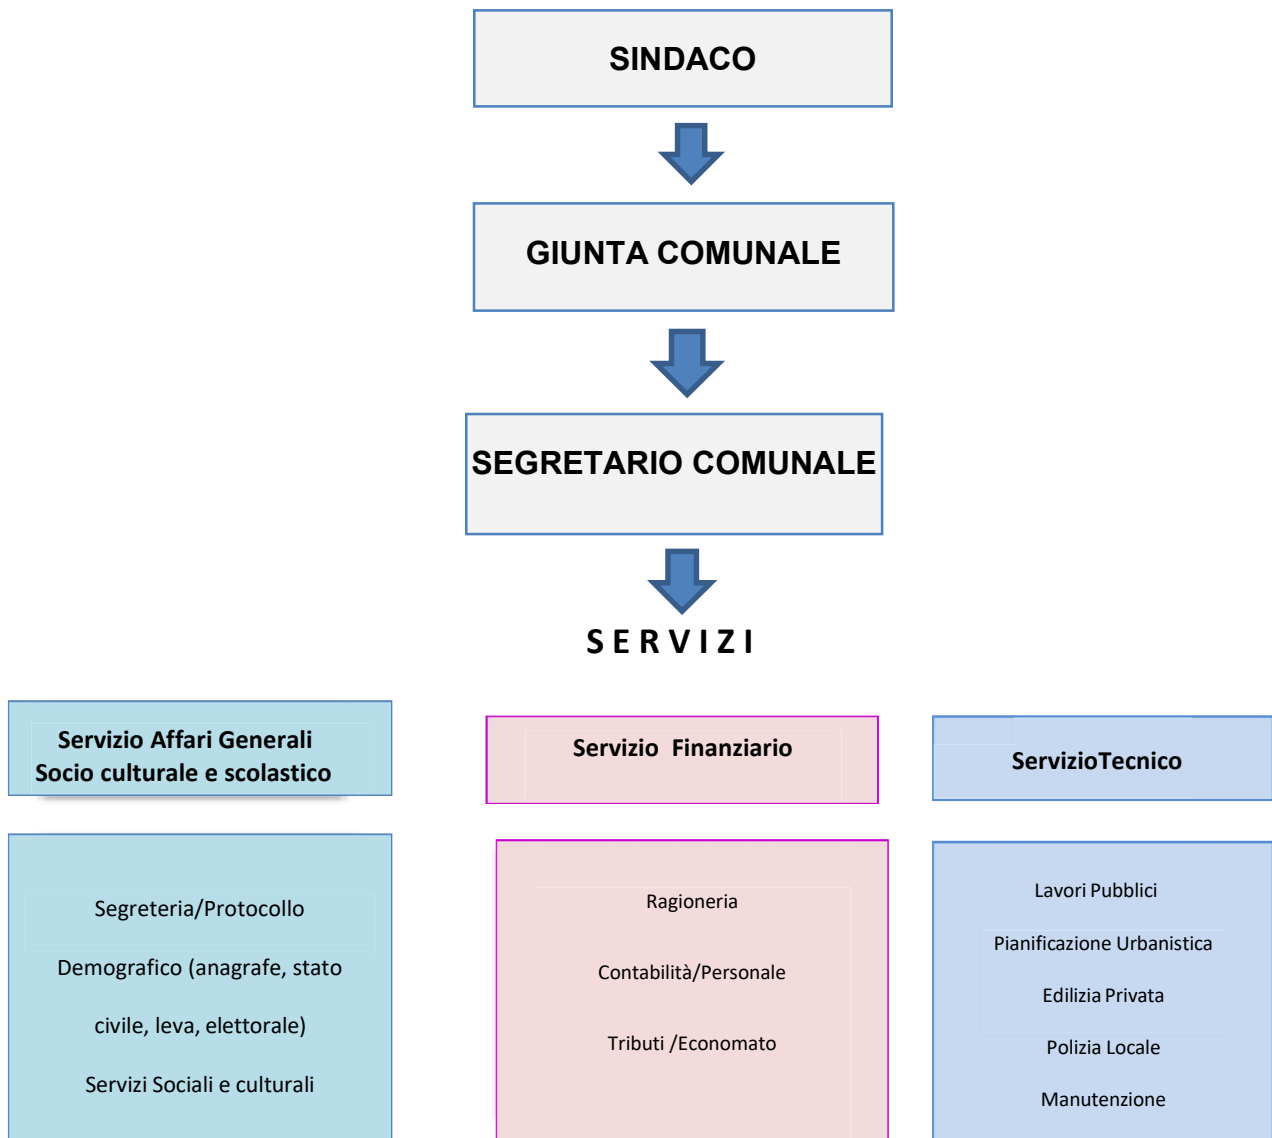 SINDACO
GIUNTA COMUNALE
SEGRETARIO COMUNALE
S E R V I Z I
Servizio Affari Generali
Socio culturale e scolastico
Segreteria/Protocollo
Demografico (anagrafe, stato
civile, leva, elettorale)
Servizi Sociali e culturali
Servizio Finanziario
Ragioneria
Contabilità/Personale
Tributi /Economato
ServizioTecnico
Lavori Pubblici
Pianificazione Urbanistica
Edilizia Privata
Polizia Locale
Manutenzione